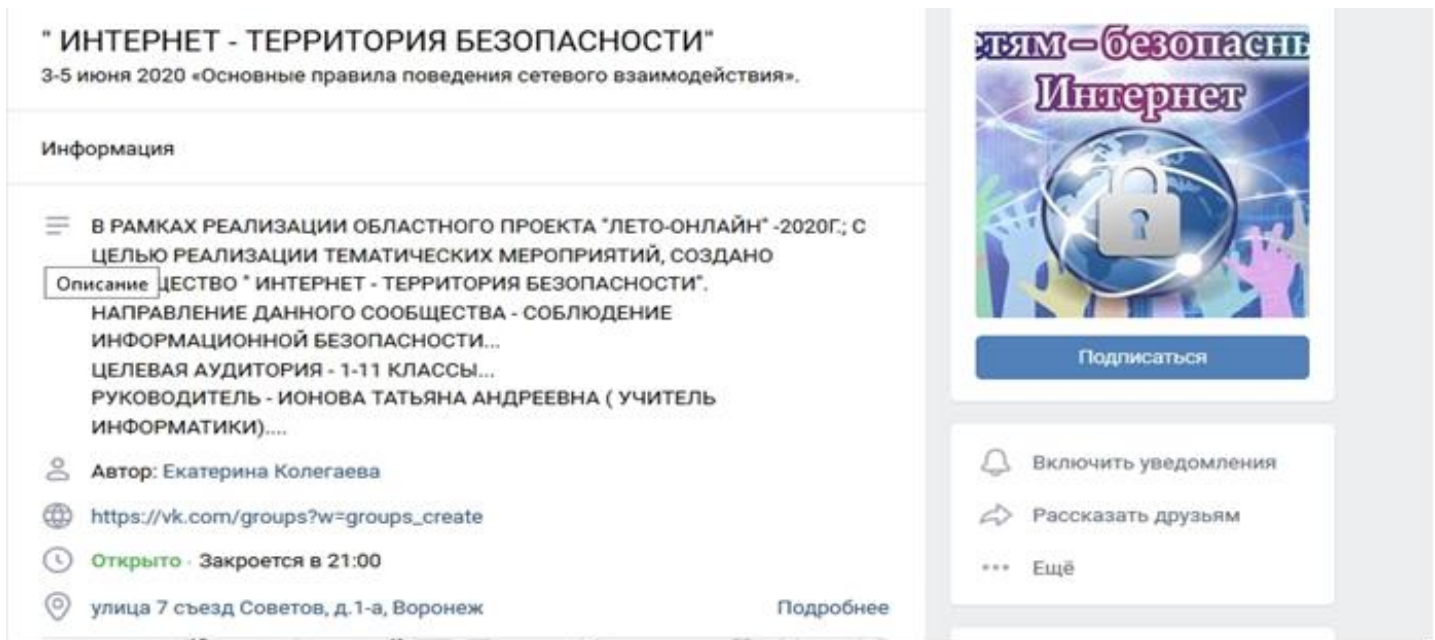 " ИНТЕРНЕТ - ТЕРРИТОРИЯ БЕЗОПАСНОСТИ"
3-5 июня 2020 «Основные правила поведения сетевого взаимодействия».
Информация
В РАМКАХ РЕАЛИЗАЦИИ ОБЛАСТНОГО ПРОЕКТА "ЛЕТО-ОНЛАЙН" -2020Г.; С
ЦЕЛЬЮ РЕАЛИЗАЦИИ ТЕМАТИЧЕСКИХ МЕРОПРИЯТИЙ, СОЗДАНО
Описание ЦЕСТВО " ИНТЕРНЕТ - ТЕРРИТОРИЯ БЕЗОПАСНОСТИ".
НАПРАВЛЕНИЕ ДАННОГО СООБЩЕСТВА - СОБЛЮДЕНИЕ
ИНФОРМАЦИОННОЙ БЕЗОПАСНОСТИ...
ЦЕЛЕВАЯ АУДИТОРИЯ - 1-11 КЛАССЫ...
РУКОВОДИТЕЛЬ - ИОНОВА ТАТЬЯНА АНДРЕЕВНА ( УЧИТЕЛЬ
ИНФОРМАТИКИ)....
Автор: Екатерина Колегаева
https://vk.com/groups?w=groups_create
Открыто · Закроется в 21:00
улица 7 съезд Советов, д.1-а, Воронеж Подробнее
етям – безопасны
Интернет
Подписаться
Включить уведомления
Рассказать друзьям
Ещё